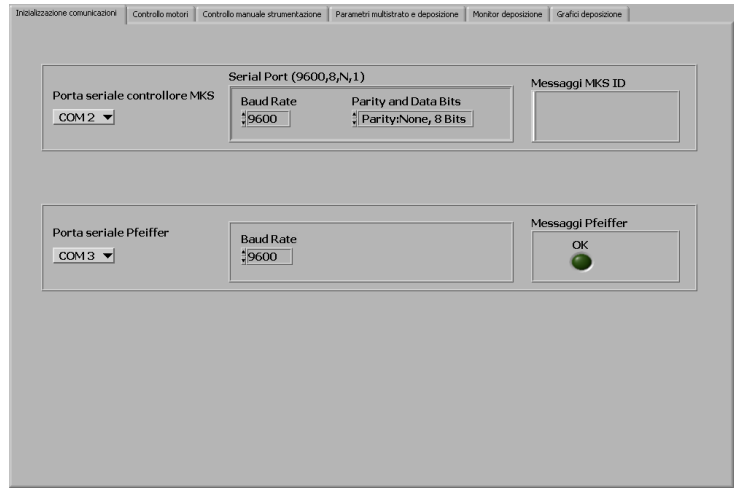 Inizializzazione comunicazioni Controllo motori Controllo manuale strumentazione Parametri multistrato e deposizione Monitor deposizione Grafici deposizione
Serial Port (9600,8,N,1)
Messaggi MKS ID
Porta seriale controllore MKS
Baud Rate Parity and Data Bits
COM 2 9600 Parity:None, 8 Bits
Messaggi Pfeiffer
Porta seriale Pfeiffer
Baud Rate
OK
COM 3 9600